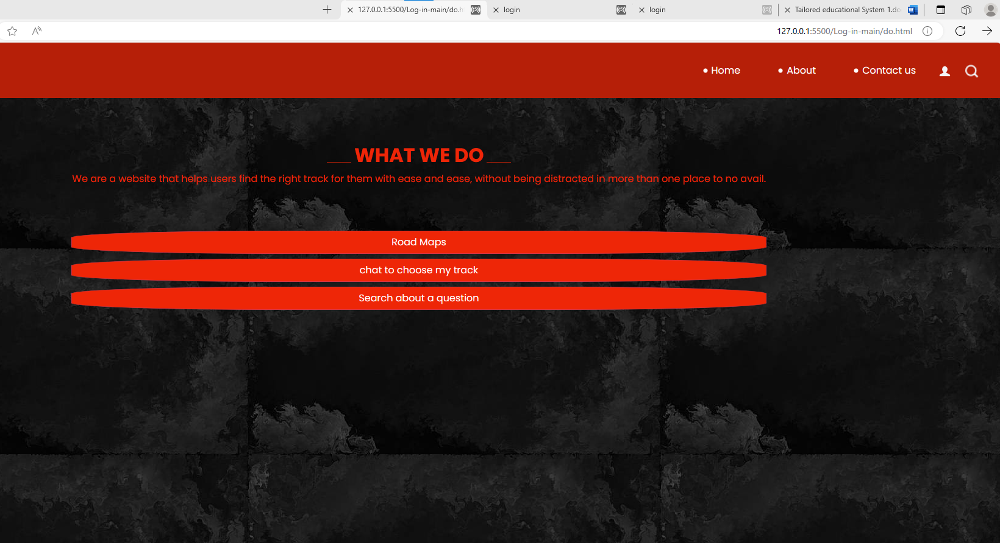 127.0.0.1:5500/Log-in-main/do.h
login
login
Tailored educational System 1.do
127.0.0.1:5500/Log-in-main/do.html
Home
About
Contact us
___ WHAT WE DO ___
We are a website that helps users find the right track for them with ease and ease, without being distracted in more than one place to no avail.
Road Maps
chat to choose my track
Search about a question